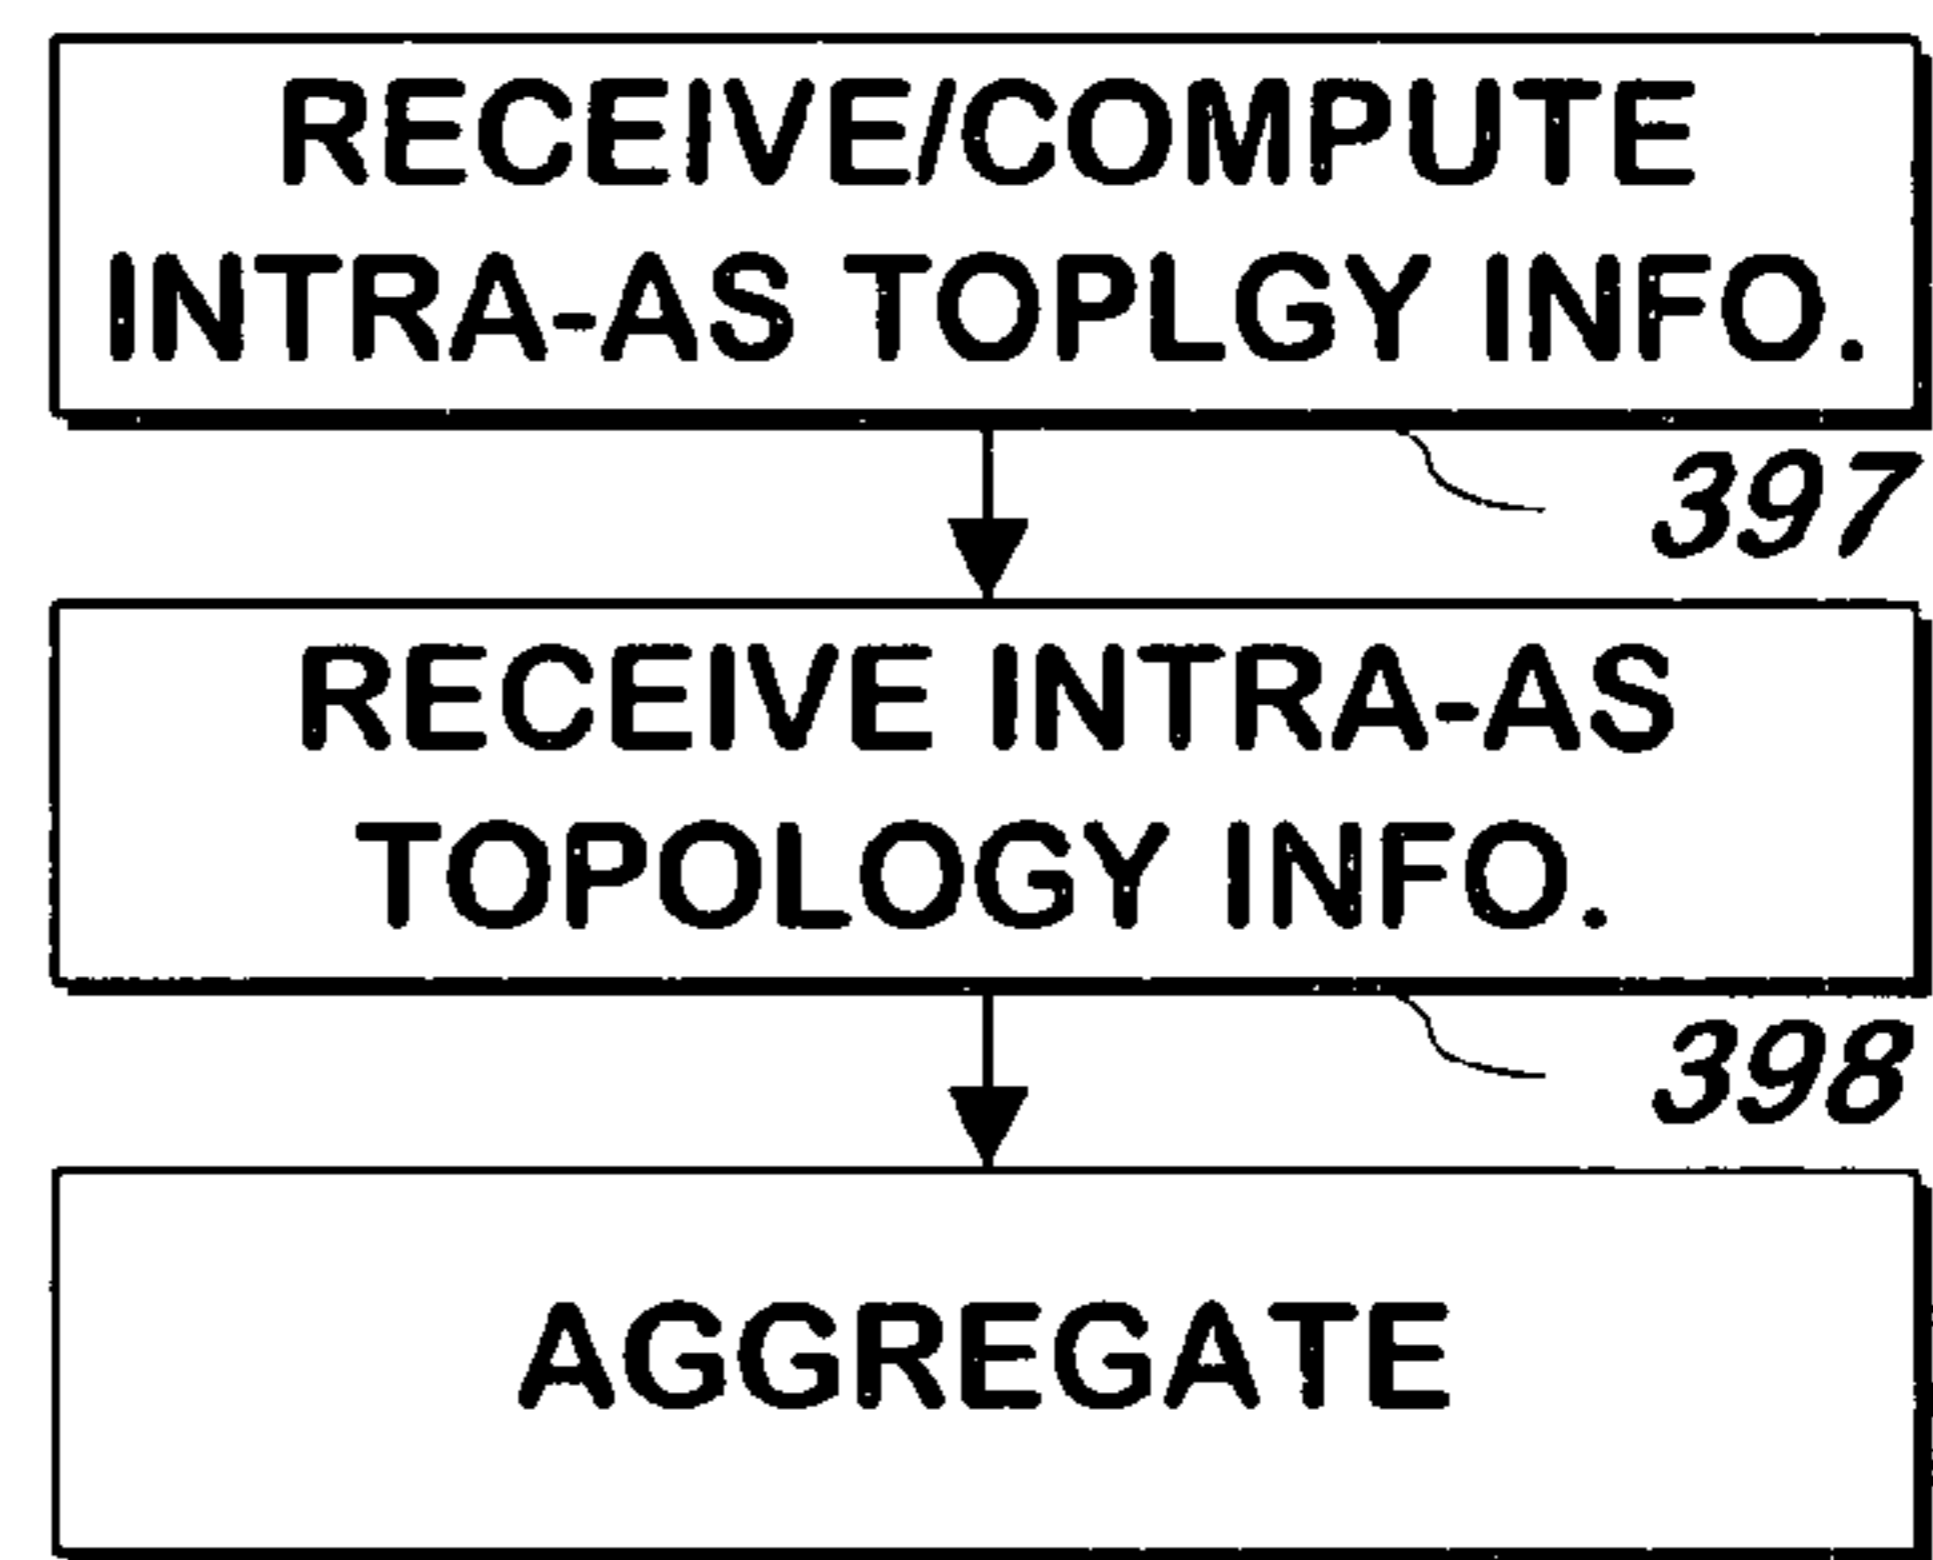 RECEIVE/COMPUTE
INTRA-AS TOPLGY INFO.
397
RECEIVE INTRA-AS
TOPOLOGY INFO.
398
AGGREGATE